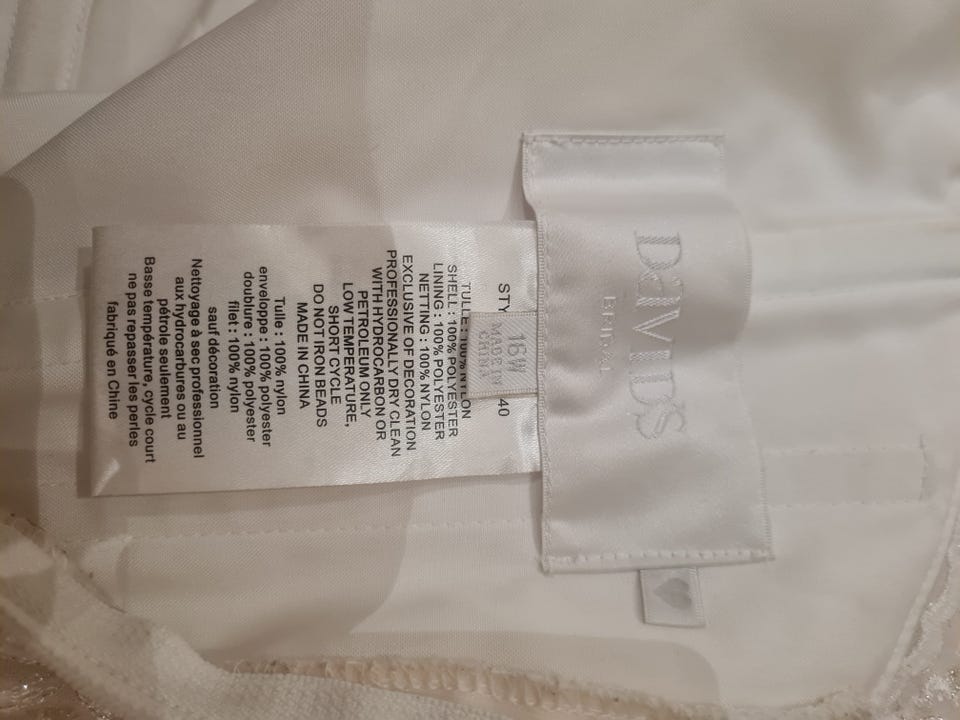 DAVID'S
BRIDAL
16W
MADE IN
CHINA
STY
40
TULLE: 100% NYLON
SHELL : 100% POLYESTER
LINING : 100% POLYESTER
NETTING : 100% NYLON
EXCLUSIVE OF DECORATION
PROFESSIONALLY DRY CLEAN
WITH HYDROCARBON OR
PETROLEUM ONLY
LOW TEMPERATURE,
SHORT CYCLE
DO NOT IRON BEADS
MADE IN CHINA
Tulle : 100% nylon
enveloppe : 100% polyester
doublure : 100% polyester
filet : 100% nylon
sauf décoration
Nettoyage à sec professionnel
aux hydrocarbures ou au
pétrole seulement
Basse température, cycle court
ne pas repasser les perles
fabriqué en Chine